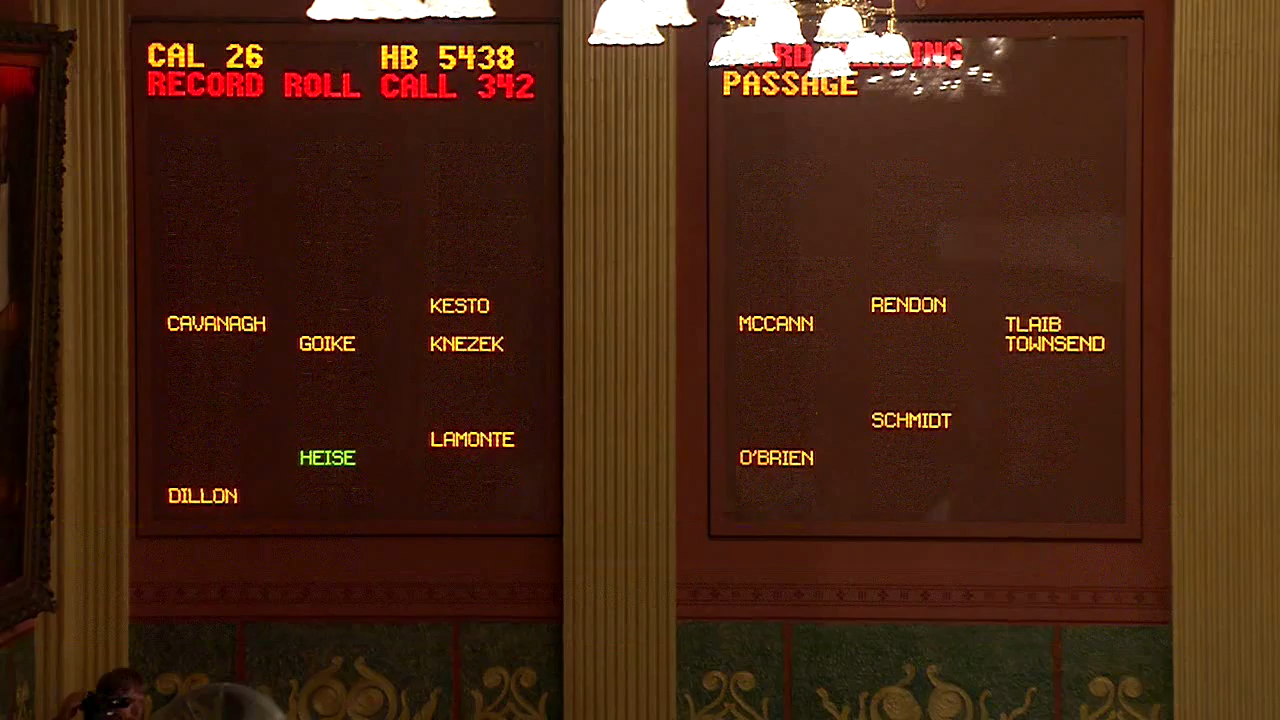 CAL 26 HB 5438
RECORD ROLL CALL 342
KESTO
CAVANAGH
GOIKE KNEZEK
LAMONTE
HEISE
DILLON
PASSAGE
RENDON
MCCANN TLAIB
TOWNSEND
SCHMIDT
O'BRIEN